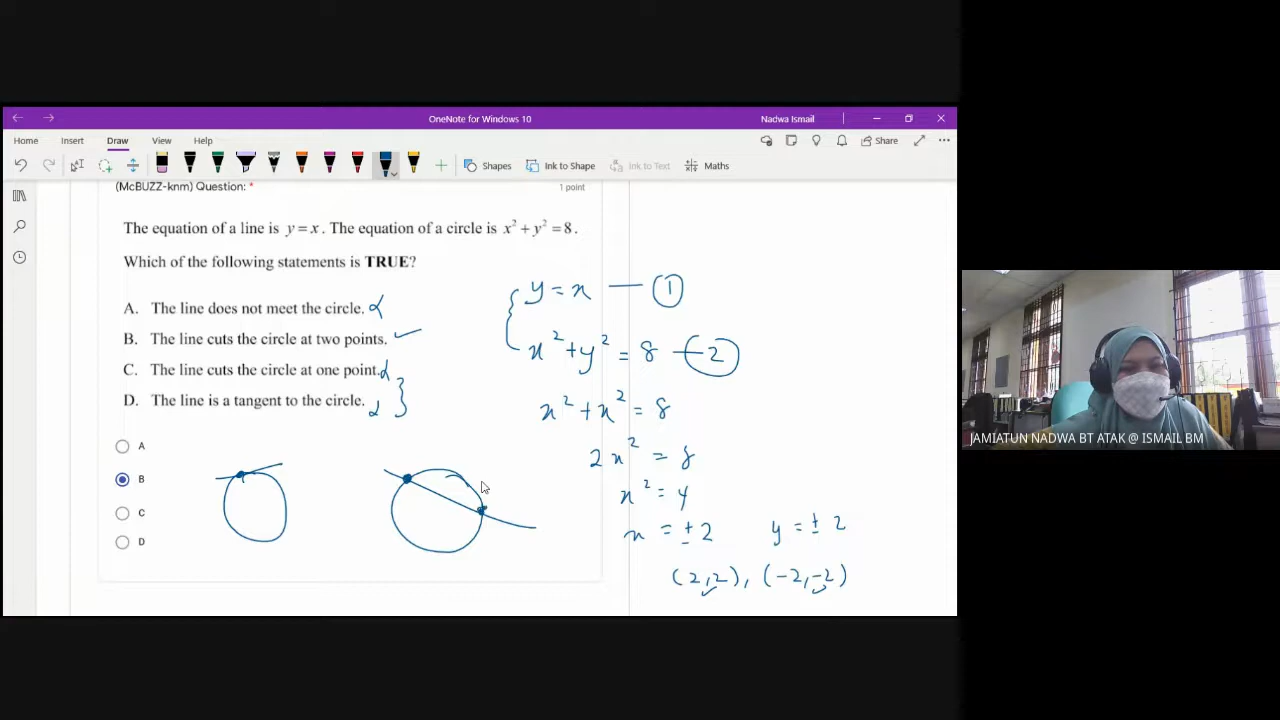 OneNote for Windows 10
Nadwa Ismail
Home Insert Draw View Help
Share
Shapes Ink to Shape Ink to Text Maths
(McBUZZ-knm) Question: *
1 point
The equation of a line is y = x. The equation of a circle is x² + y² = 8.
Which of the following statements is TRUE?
A. The line does not meet the circle.
B. The line cuts the circle at two points.
C. The line cuts the circle at one point.
D. The line is a tangent to the circle.
A
B
C
D
y = x — ①
x² + y² = 8 — ②
x² + x² = 8
2x² = 8
x² = 4
x = ± 2 y = ± 2
(2,2), (-2,-2)
JAMIATUN NADWA BT ATAK @ ISMAIL BM